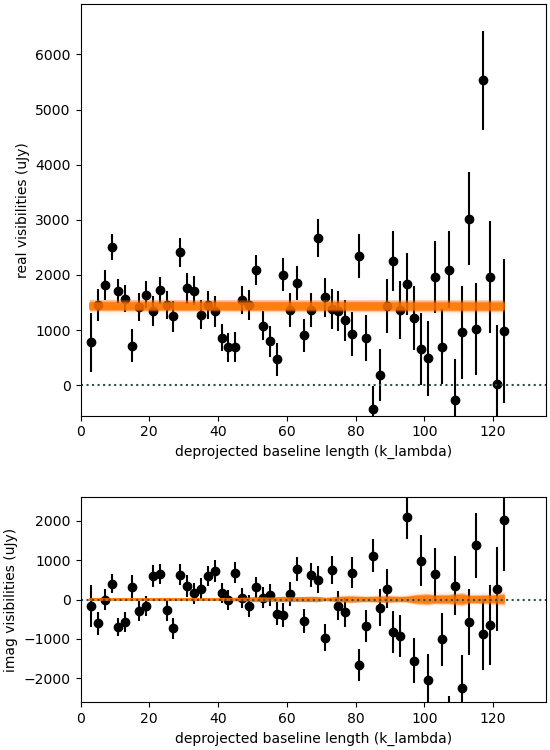 6000
5000
4000
3000
2000
1000
0
real visibilities (uJy)
0 20 40 60 80 100 120
deprojected baseline length (k_lambda)
2000
1000
0
−1000
−2000
imag visibilities (uJy)
0 20 40 60 80 100 120
deprojected baseline length (k_lambda)